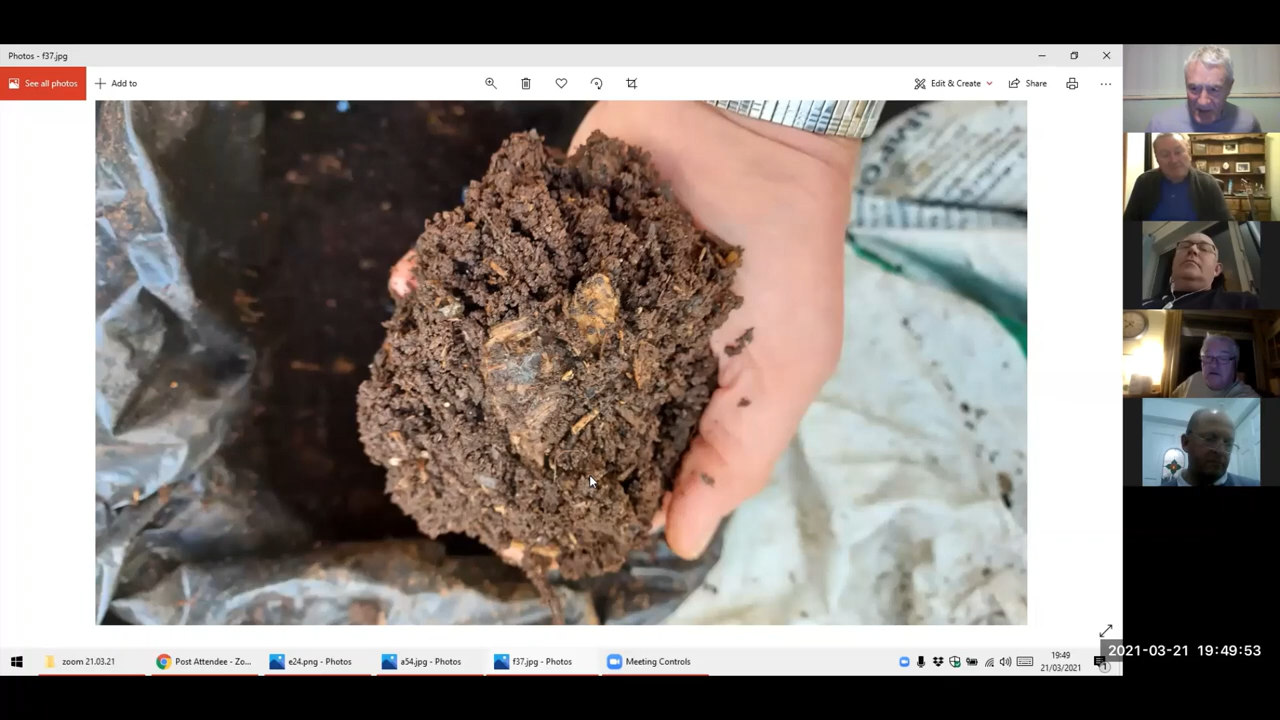 Photos - f37.jpg
See all photos
Add to
Edit & Create
Share
zoom 21.03.21
Post Attendee - Zo...
e24.png - Photos
a54.jpg - Photos
f37.jpg - Photos
Meeting Controls
19:49
21/03/2021
1
2021-03-21 19:49:53